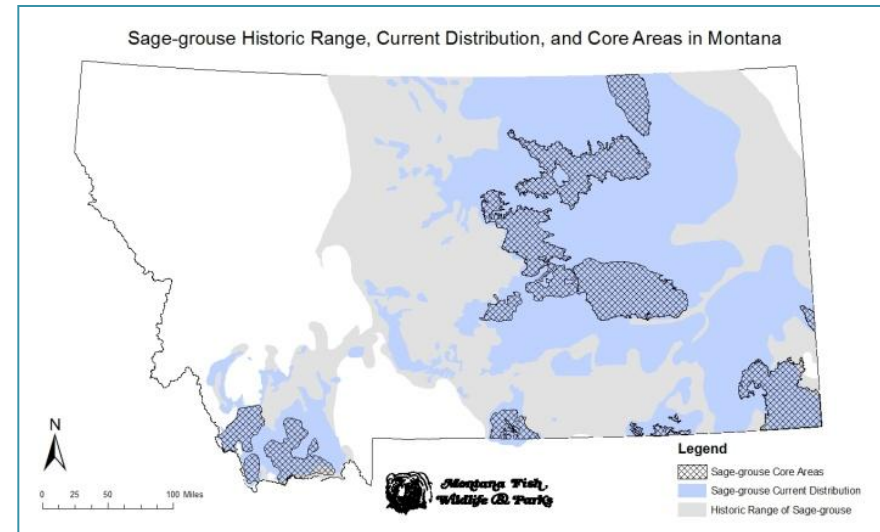 Sage-grouse Historic Range, Current Distribution, and Core Areas in Montana
N
0 25 50 100 Miles
Montana Fish,
Wildlife & Parks
Legend
Sage-grouse Core Areas
Sage-grouse Current Distribution
Historic Range of Sage-grouse